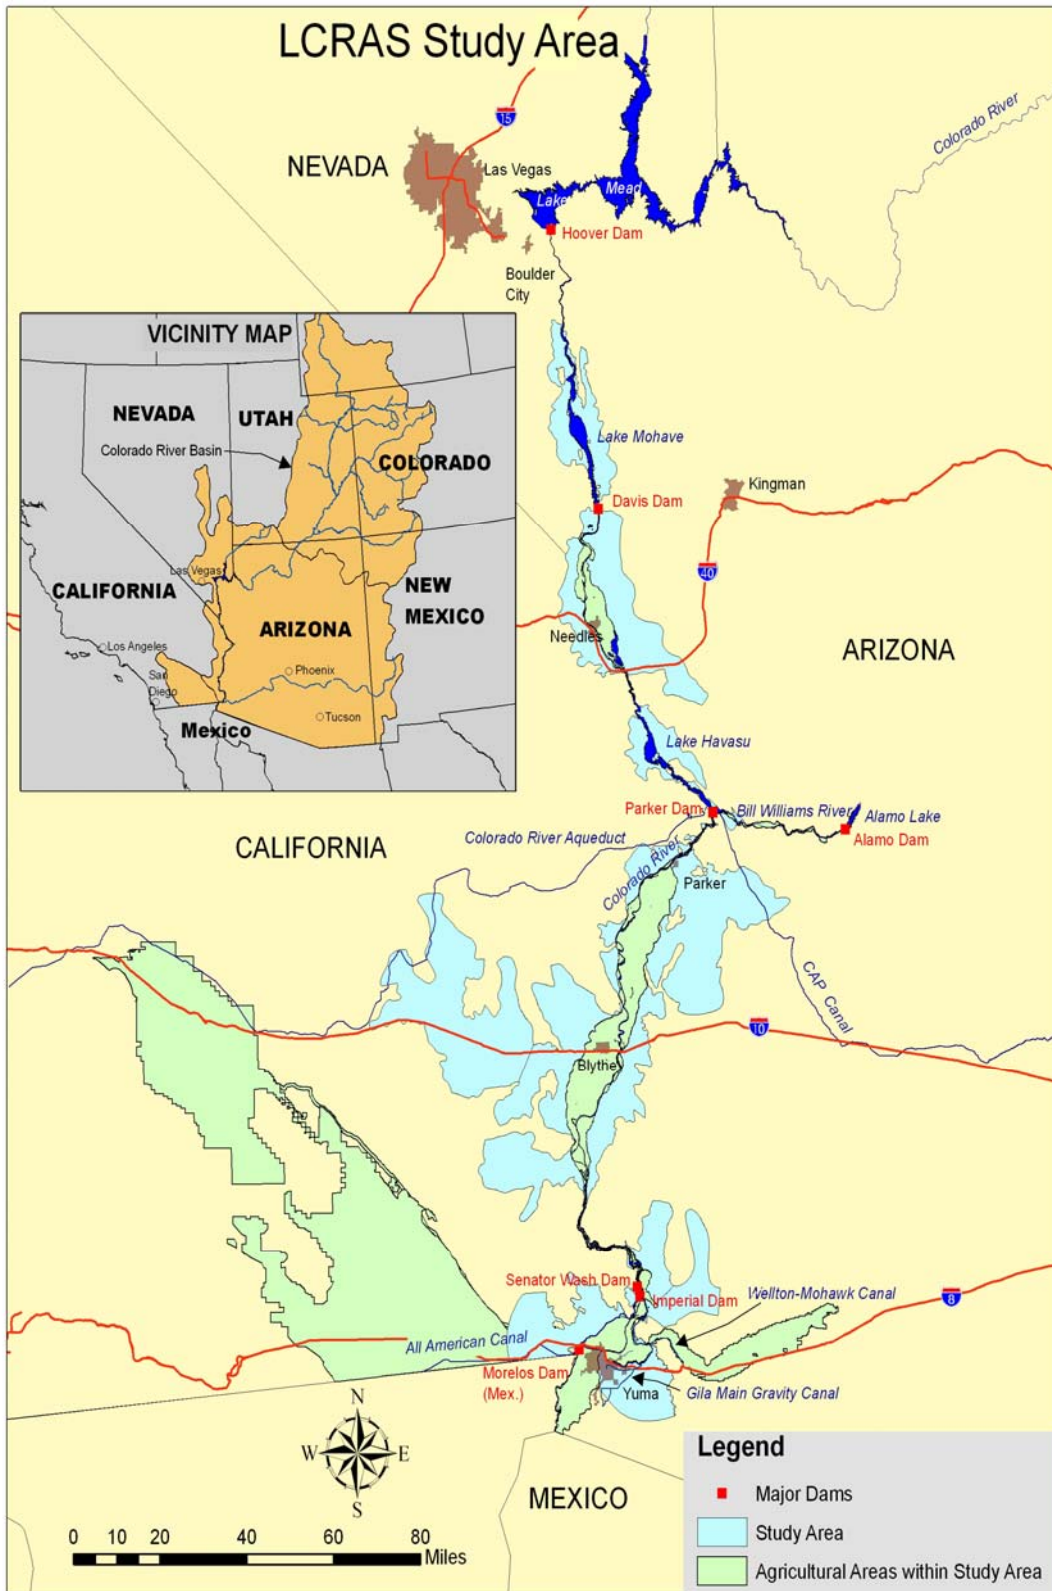 LCRAS Study Area
15
Colorado River
NEVADA
Las Vegas
Lake Mead
Hoover Dam
Boulder
City
VICINITY MAP
NEVADA
UTAH
Colorado River Basin
COLORADO
Las Vegas
CALIFORNIA
NEW
MEXICO
ARIZONA
Los Angeles
Phoenix
San
Diego
Tucson
Mexico
Lake Mohave
Kingman
Davis Dam
40
Needles
ARIZONA
Lake Havasu
Parker Dam
Bill Williams River
Alamo Lake
Alamo Dam
Colorado River Aqueduct
CALIFORNIA
Colorado River
Parker
CAP Canal
10
Blythe
Senator Wash Dam
Imperial Dam
Wellton-Mohawk Canal
8
All American Canal
Morelos Dam
(Mex.)
Yuma
Gila Main Gravity Canal
N
W E
S
MEXICO
0 10 20 40 60 80
Miles
Legend
Major Dams
Study Area
Agricultural Areas within Study Area